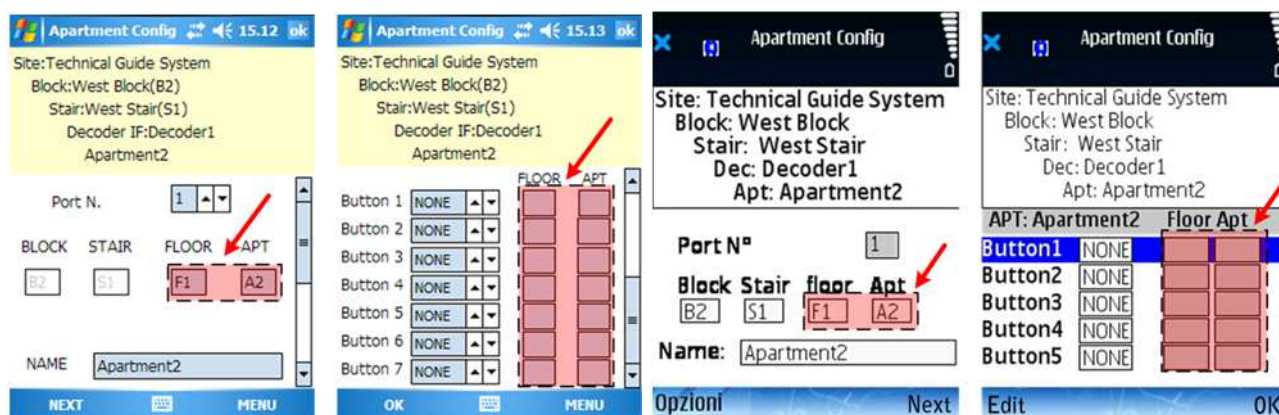 Apartment Config 15.12 ok
Site:Technical Guide System
Block:West Block(B2)
Stair:West Stair(S1)
Decoder IF:Decoder1
Apartment2
Port N. 1
BLOCK STAIR FLOOR APT
B2 S1 F1 A2
NAME Apartment2
NEXT MENU
Apartment Config 15.13 ok
Site:Technical Guide System
Block:West Block(B2)
Stair:West Stair(S1)
Decoder IF:Decoder1
Apartment2
FLOOR APT
Button 1 NONE
Button 2 NONE
Button 3 NONE
Button 4 NONE
Button 5 NONE
Button 6 NONE
Button 7 NONE
OK MENU
Apartment Config
Site: Technical Guide System
Block: West Block
Stair: West Stair
Dec: Decoder1
Apt: Apartment2
Port Nº 1
Block Stair floor Apt
B2 S1 F1 A2
Name: Apartment2
Opzioni Next
Apartment Config
Site: Technical Guide System
Block: West Block
Stair: West Stair
Dec: Decoder1
Apt: Apartment2
APT: Apartment2 Floor Apt
Button1 NONE
Button2 NONE
Button3 NONE
Button4 NONE
Button5 NONE
Edit OK